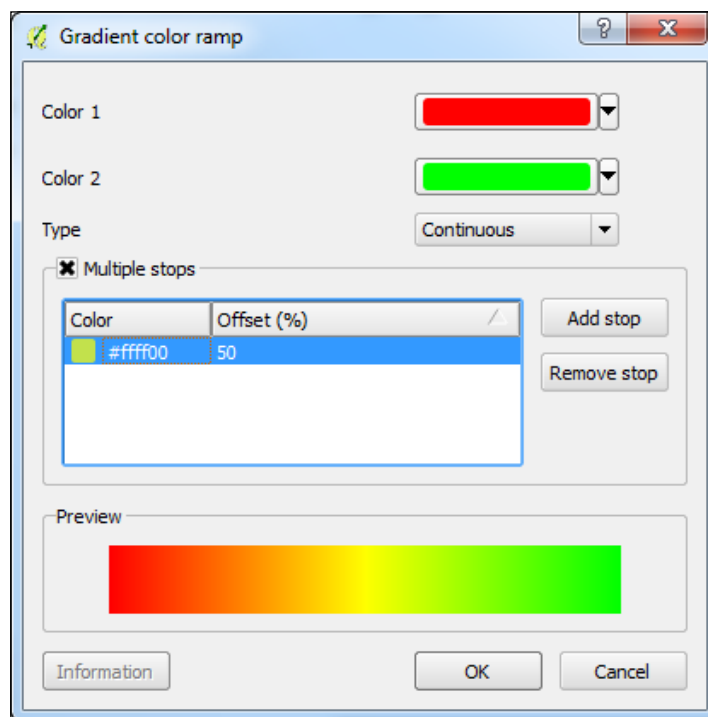 Gradient color ramp
Color 1
Color 2
Type Continuous
Multiple stops
Color Offset (%)
#ffff00 50
Add stop
Remove stop
Preview
Information OK Cancel